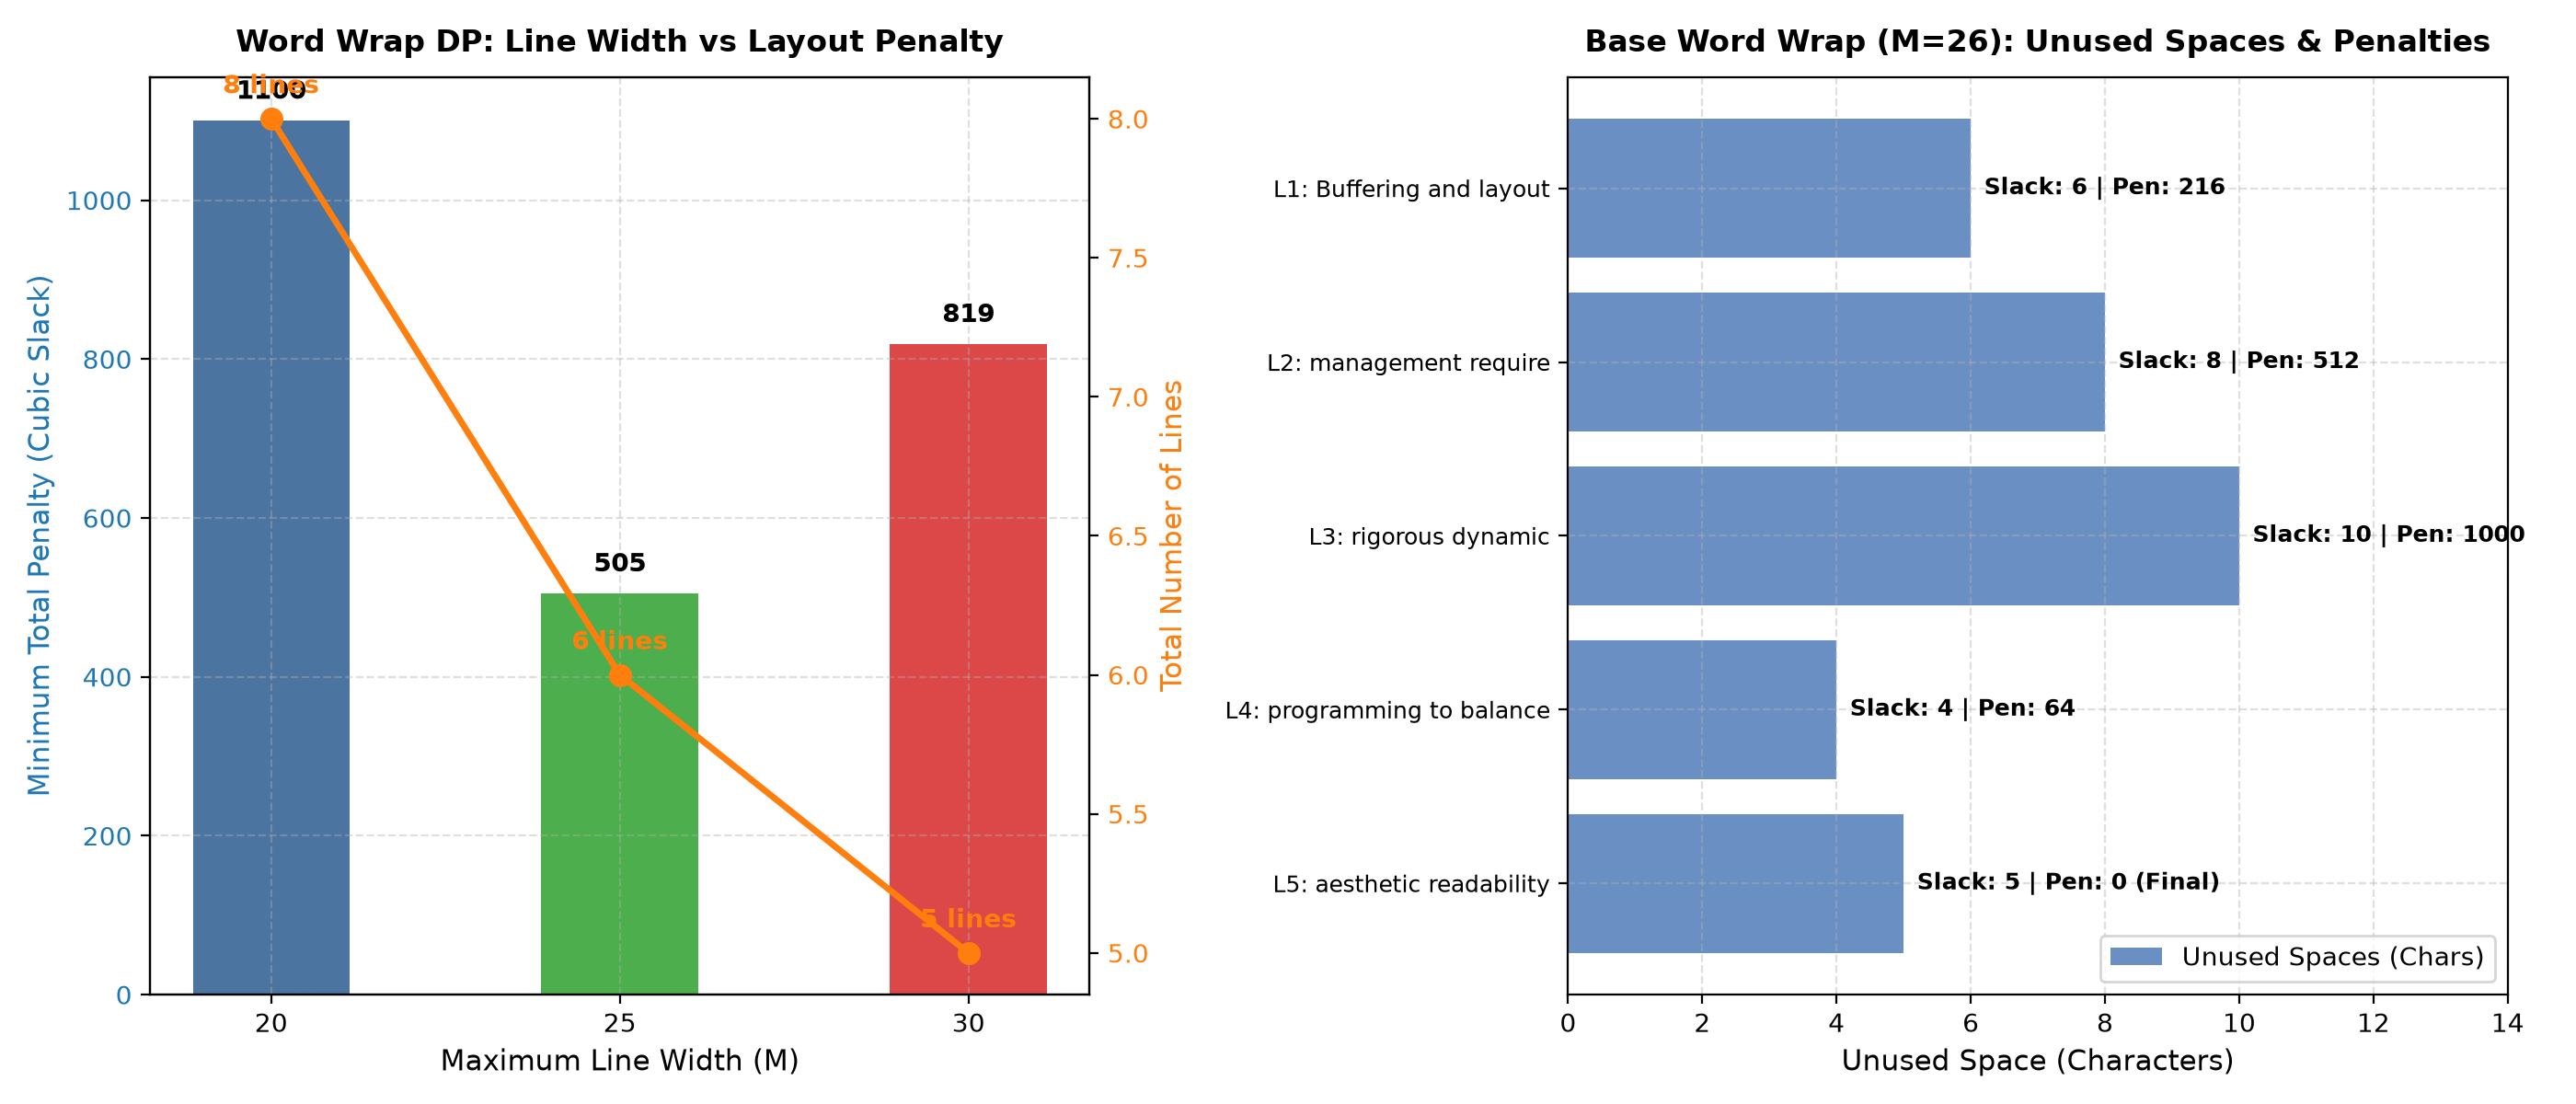 Word Wrap DP: Line Width vs Layout Penalty
8 lines
1100
819
505
6 lines
5 lines
Minimum Total Penalty (Cubic Slack)
1000
800
600
400
200
0
20 25 30
Maximum Line Width (M)
8.0
7.5
7.0
6.5
6.0
5.5
5.0
Total Number of Lines
Base Word Wrap (M=26): Unused Spaces & Penalties
L1: Buffering and layout
Slack: 6 | Pen: 216
L2: management require
Slack: 8 | Pen: 512
L3: rigorous dynamic
Slack: 10 | Pen: 1000
L4: programming to balance
Slack: 4 | Pen: 64
L5: aesthetic readability
Slack: 5 | Pen: 0 (Final)
Unused Spaces (Chars)
0 2 4 6 8 10 12 14
Unused Space (Characters)